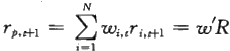 r_{p,t+1} = \sum_{i=1}^{N} w_{i,t} r_{i,t+1} = w'R